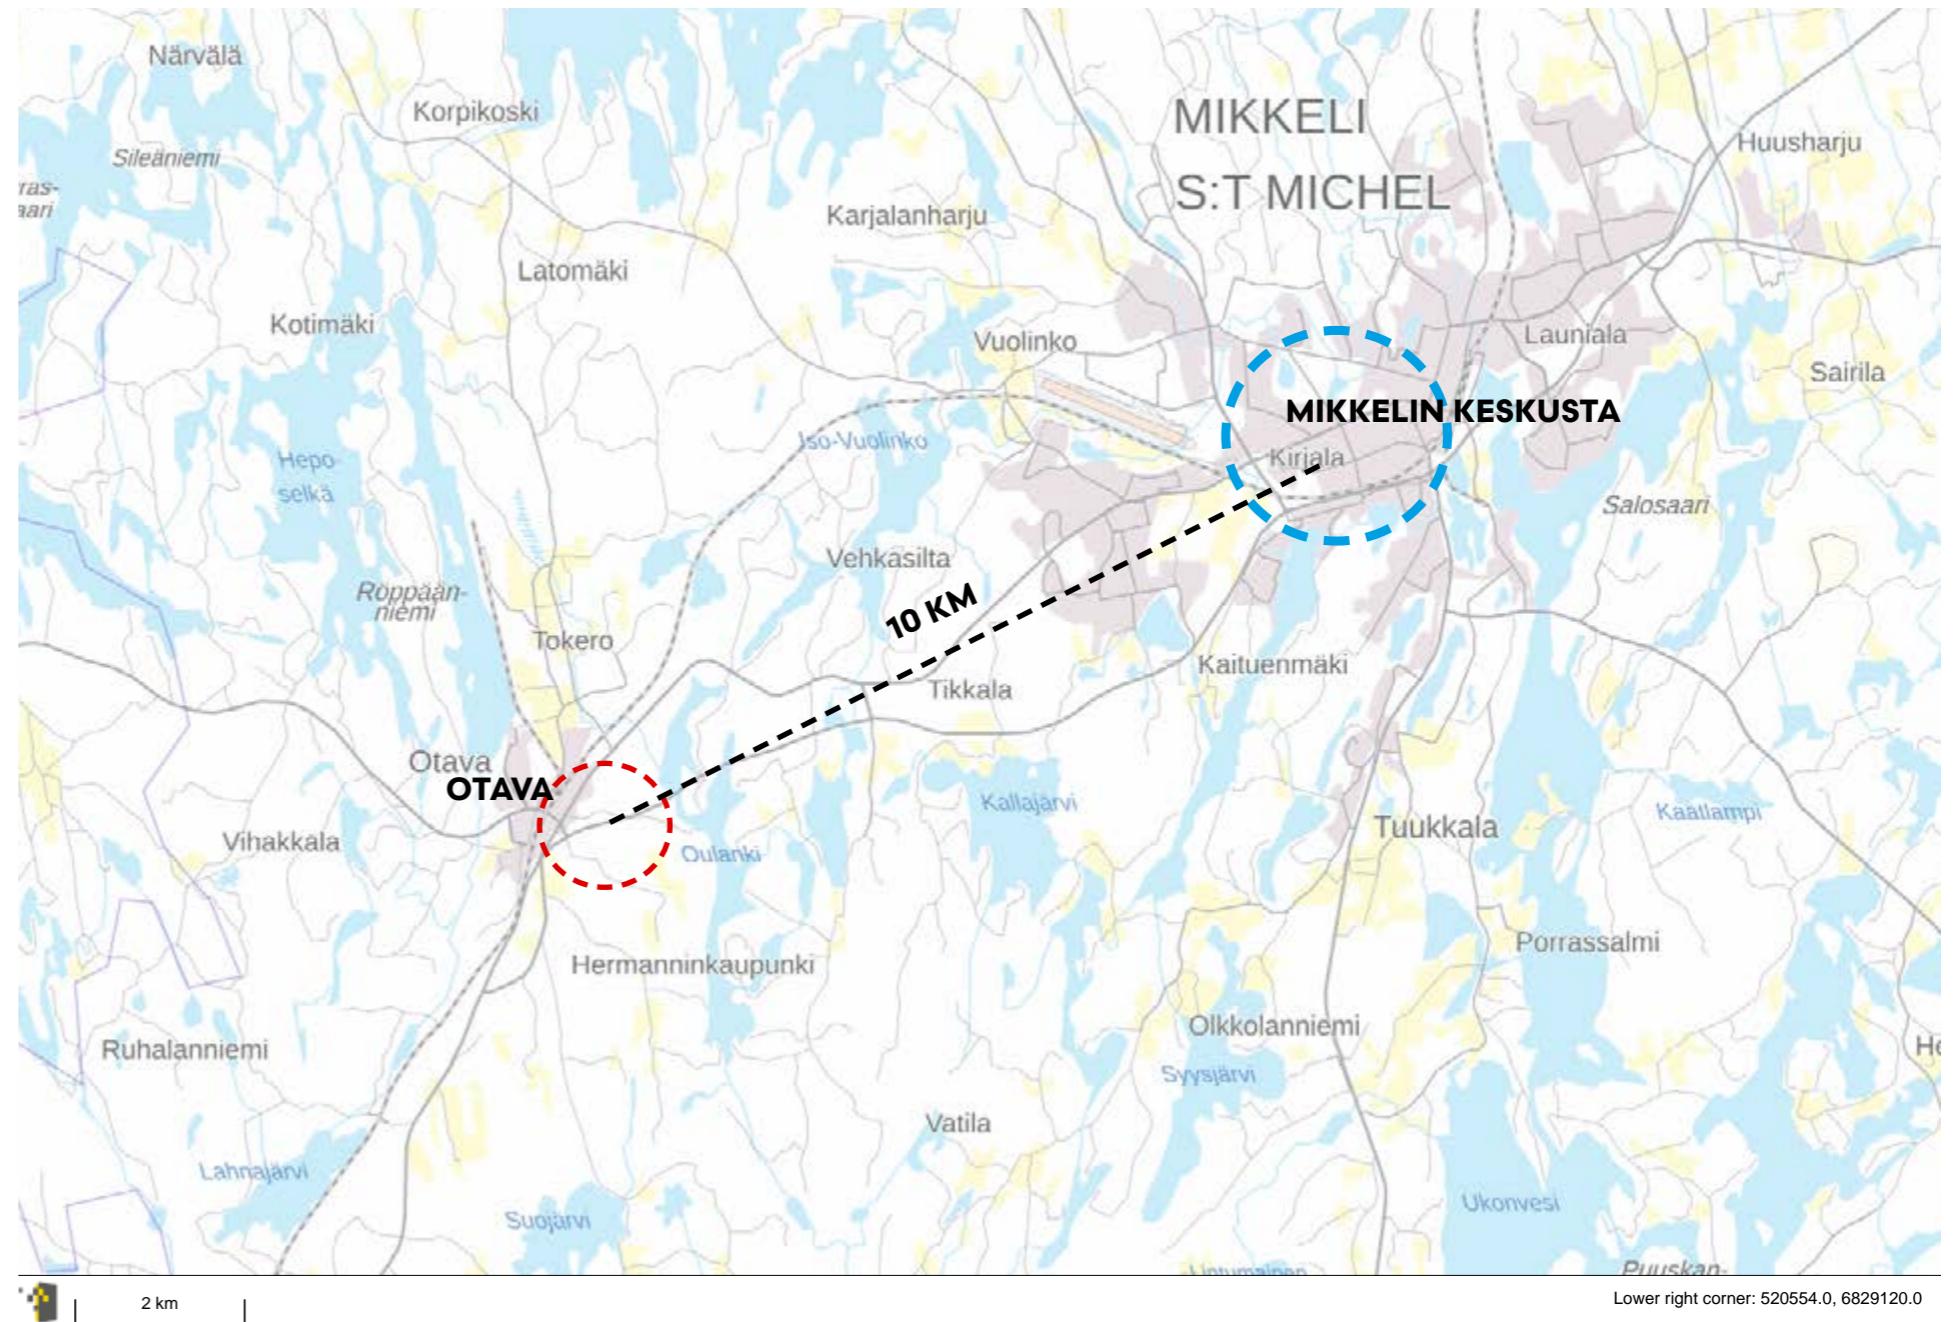 Närvälä
Korpikoski
MIKKELI
S:T MICHEL
Huusharju
Sileäniemi
Karjalanharju
Latomäki
Kotimäki
Vuolinko
Launiala
Sairila
MIKKELIN KESKUSTA
Iso-Vuolinko
Kirjala
Hepo-
selkä
Salosaari
Vehkasilta
Röppään-
niemi
10 KM
Tokero
Kaituenmäki
Tikkala
Otava
OTAVA
Kallajärvi
Kaatlampi
Tuukkala
Vihakkala
Oulanki
Porrassalmi
Hermanninkaupunki
Olkkolanniemi
Ruhalanniemi
Syysjärvi
Vatila
Lahnajärvi
Ukonvesi
Suojärvi
Puuskan-
2 km
Lower right corner: 520554.0, 6829120.0